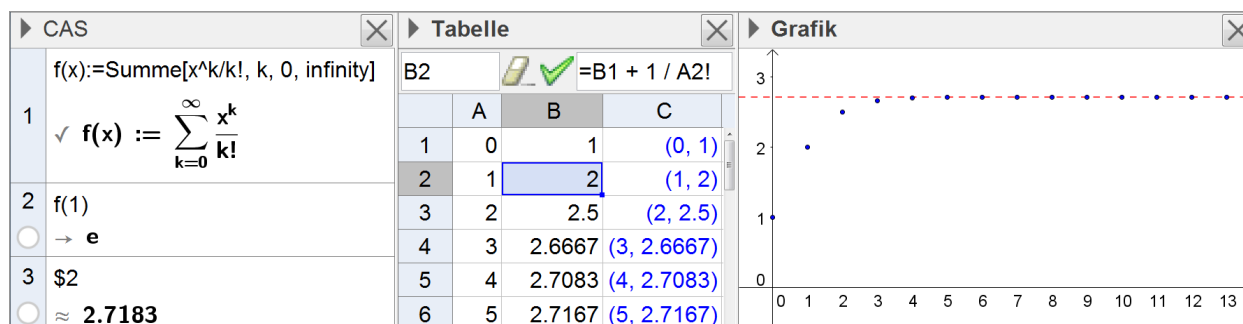 CAS
1
f(x):=Summe[x^k/k!, k, 0, infinity]
✓ f(x) := ∑ k=0 ∞ x^k/k!
2
f(1)
→ e
3
$2
≈ 2.7183
Tabelle
B2 =B1 + 1 / A2!
A B C
1 0 1 (0, 1)
2 1 2 (1, 2)
3 2 2.5 (2, 2.5)
4 3 2.6667 (3, 2.6667)
5 4 2.7083 (4, 2.7083)
6 5 2.7167 (5, 2.7167)
Grafik
3
2
1
0
0 1 2 3 4 5 6 7 8 9 10 11 12 13